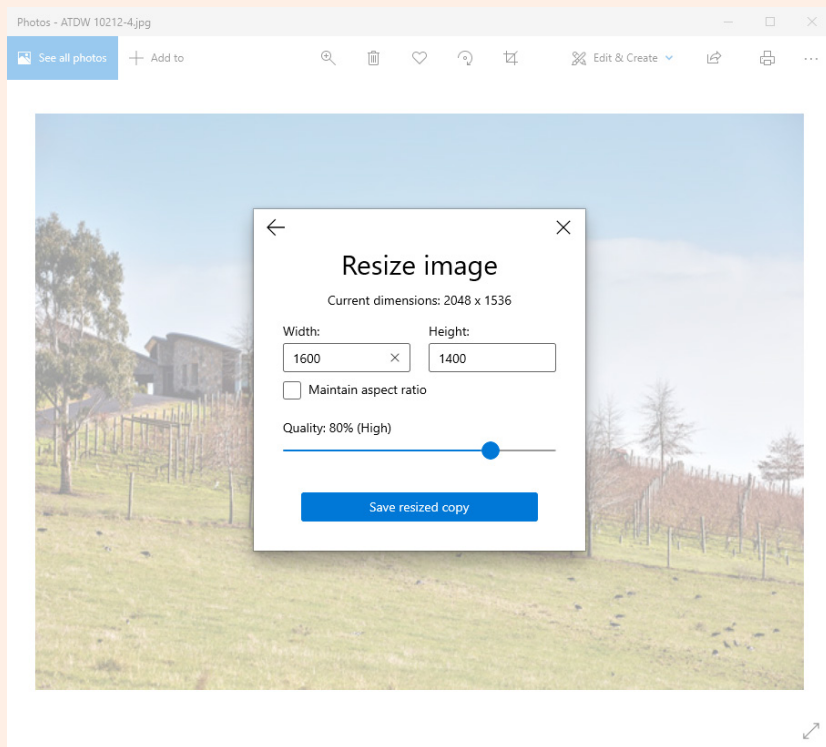 Photos - ATDW 10212-4.jpg
See all photos
Add to
Edit & Create
Resize image
Current dimensions: 2048 x 1536
Width:
Height:
1600
1400
Maintain aspect ratio
Quality: 80% (High)
Save resized copy